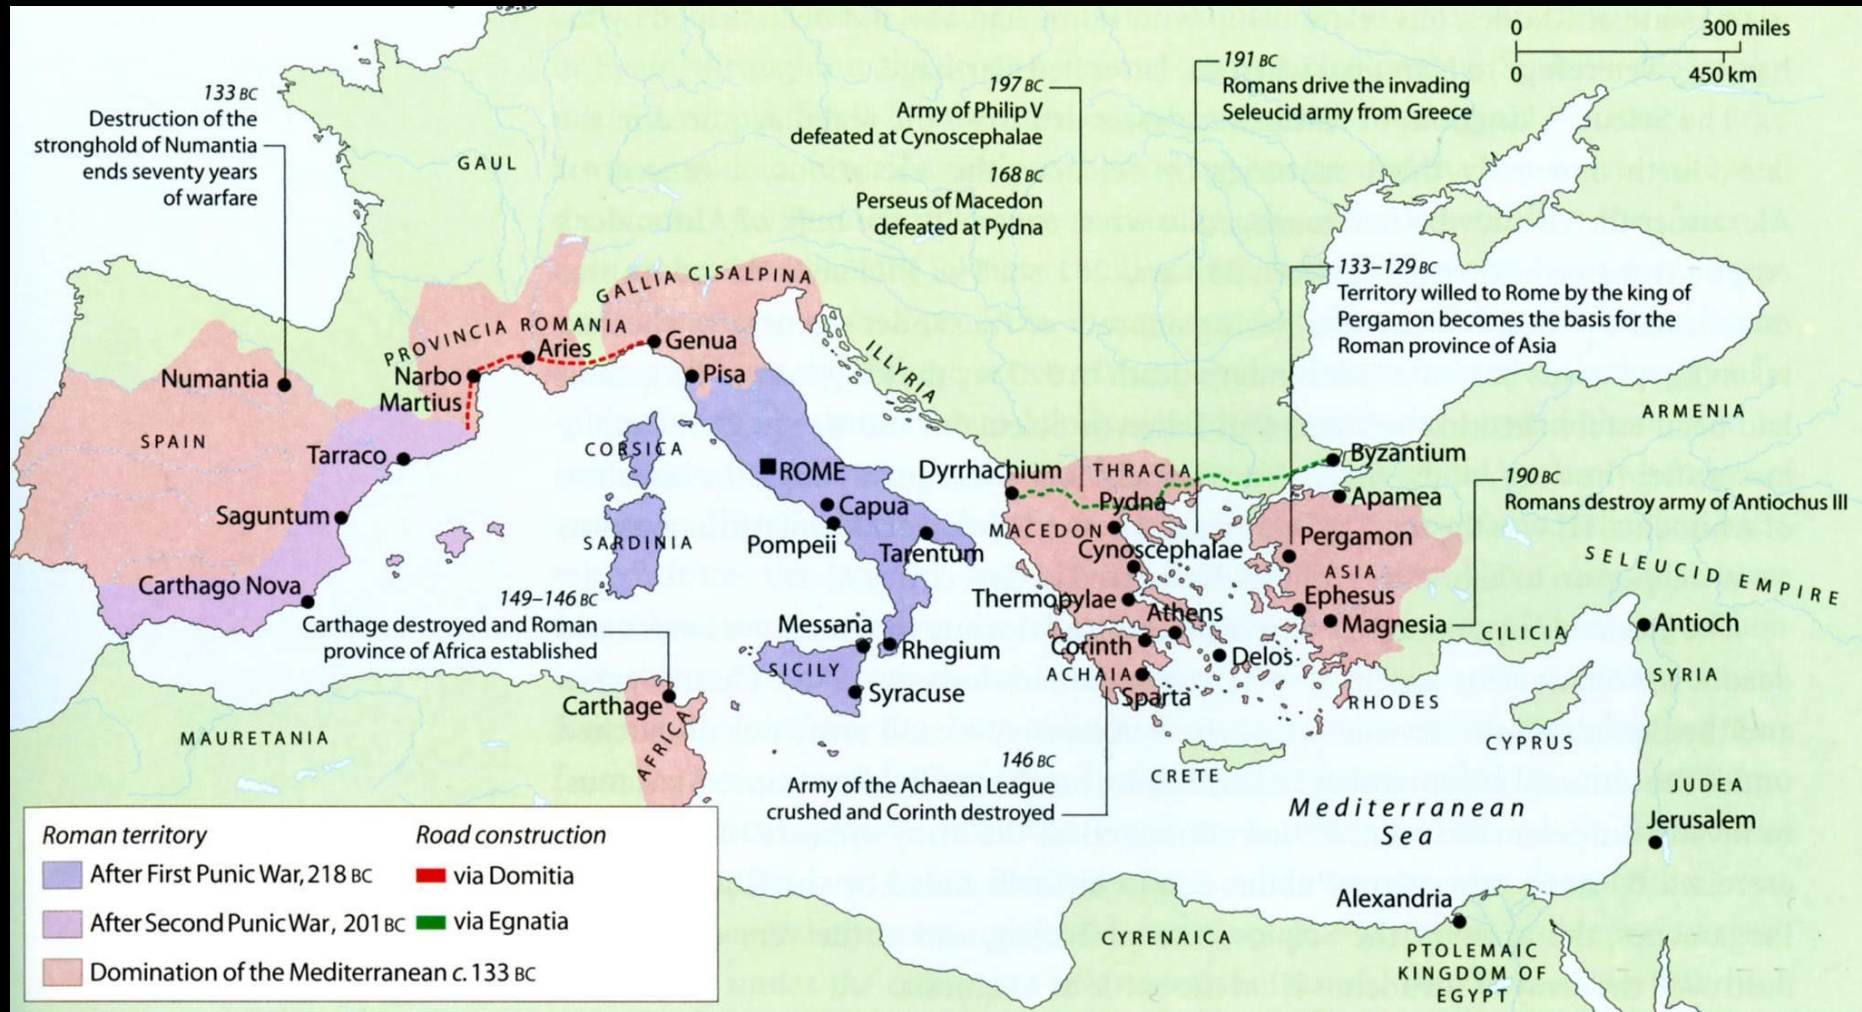 0 300 miles
0 450 km
133 BC
Destruction of the
stronghold of Numantia
ends seventy years
of warfare
GAUL
197 BC
Army of Philip V
defeated at Cynoscephalae
168 BC
Perseus of Macedon
defeated at Pydna
191 BC
Romans drive the invading
Seleucid army from Greece
133–129 BC
Territory willed to Rome by the king of
Pergamon becomes the basis for the
Roman province of Asia
PROVINCIA ROMANIA
GALLIA CISALPINA
Aries
Genua
ILLYRIA
Numantia
Narbo
Martius
Pisa
ARMENIA
SPAIN
Tarraco
CORSICA
ROME
Dyrrhachium
THRACIA
Byzantium
190 BC
Romans destroy army of Antiochus III
Saguntum
Capua
Pydna
Apamea
SARDINIA
Pompeii
Tarentum
MACEDON
Cynoscephalae
Pergamon
SELEUCID EMPIRE
Carthago Nova
ASIA
149–146 BC
Carthage destroyed and Roman
province of Africa established
Thermopylae
Ephesus
Messana
Athens
Magnesia
CILICIA
Antioch
Rhegium
Corinth
Delos
SICILY
ACHAIA
SYRIA
Carthage
Syracuse
Sparta
RHODES
MAURETANIA
AFRICA
CYPRUS
146 BC
Army of the Achaean League
crushed and Corinth destroyed
CRETE
Mediterranean
Sea
JUDEA
Jerusalem
Alexandria
CYRENAICA
PTOLEMAIC
KINGDOM OF
EGYPT
Roman territory
After First Punic War, 218 BC
After Second Punic War, 201 BC
Domination of the Mediterranean c. 133 BC
Road construction
via Domitia
via Egnatia